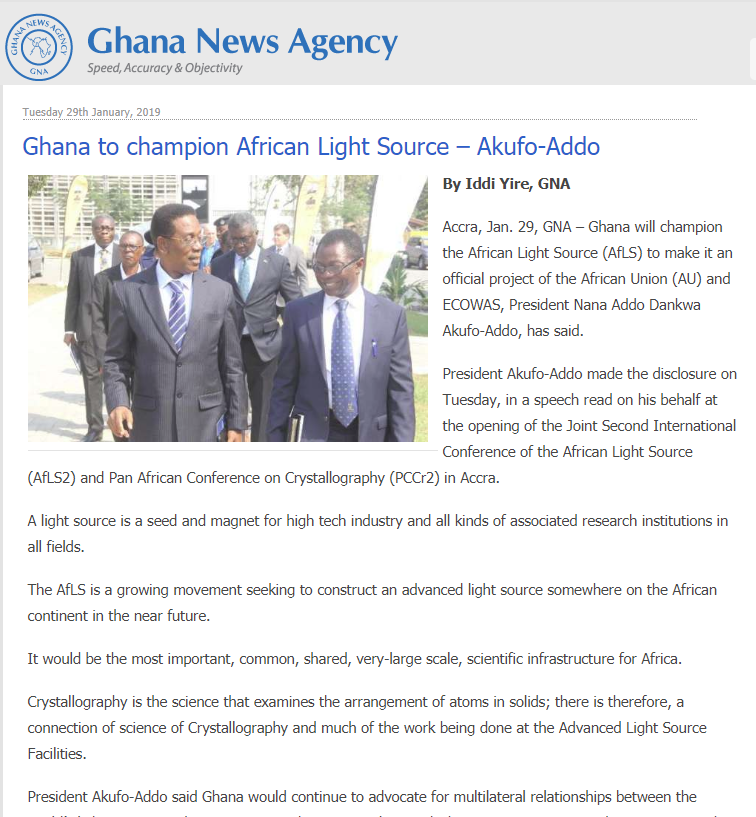 GHANA NEWS AGENCY
GNA
Ghana News Agency
Speed, Accuracy & Objectivity
Tuesday 29th January, 2019
Ghana to champion African Light Source – Akufo-Addo
By Iddi Yire, GNA
Accra, Jan. 29, GNA – Ghana will champion
the African Light Source (AfLS) to make it an
official project of the African Union (AU) and
ECOWAS, President Nana Addo Dankwa
Akufo-Addo, has said.
President Akufo-Addo made the disclosure on
Tuesday, in a speech read on his behalf at
the opening of the Joint Second International
Conference of the African Light Source
(AfLS2) and Pan African Conference on Crystallography (PCCr2) in Accra.
A light source is a seed and magnet for high tech industry and all kinds of associated research institutions in
all fields.
The AfLS is a growing movement seeking to construct an advanced light source somewhere on the African
continent in the near future.
It would be the most important, common, shared, very-large scale, scientific infrastructure for Africa.
Crystallography is the science that examines the arrangement of atoms in solids; there is therefore, a
connection of science of Crystallography and much of the work being done at the Advanced Light Source
Facilities.
President Akufo-Addo said Ghana would continue to advocate for multilateral relationships between the